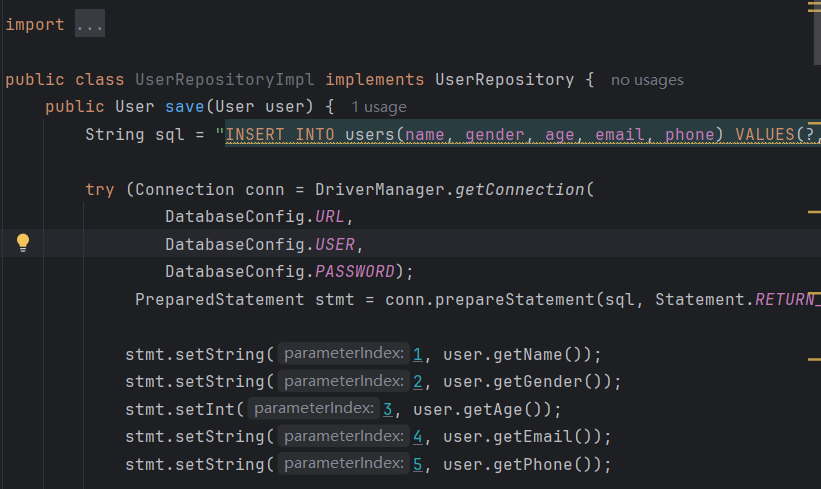 import ...
public class UserRepositoryImpl implements UserRepository { no usages
public User save(User user) { 1 usage
String sql = "INSERT INTO users(name, gender, age, email, phone) VALUES(?,
try (Connection conn = DriverManager.getConnection(
DatabaseConfig.URL,
DatabaseConfig.USER,
DatabaseConfig.PASSWORD);
PreparedStatement stmt = conn.prepareStatement(sql, Statement.RETURN_
stmt.setString( parameterIndex: 1, user.getName());
stmt.setString( parameterIndex: 2, user.getGender());
stmt.setInt( parameterIndex: 3, user.getAge());
stmt.setString( parameterIndex: 4, user.getEmail());
stmt.setString( parameterIndex: 5, user.getPhone());